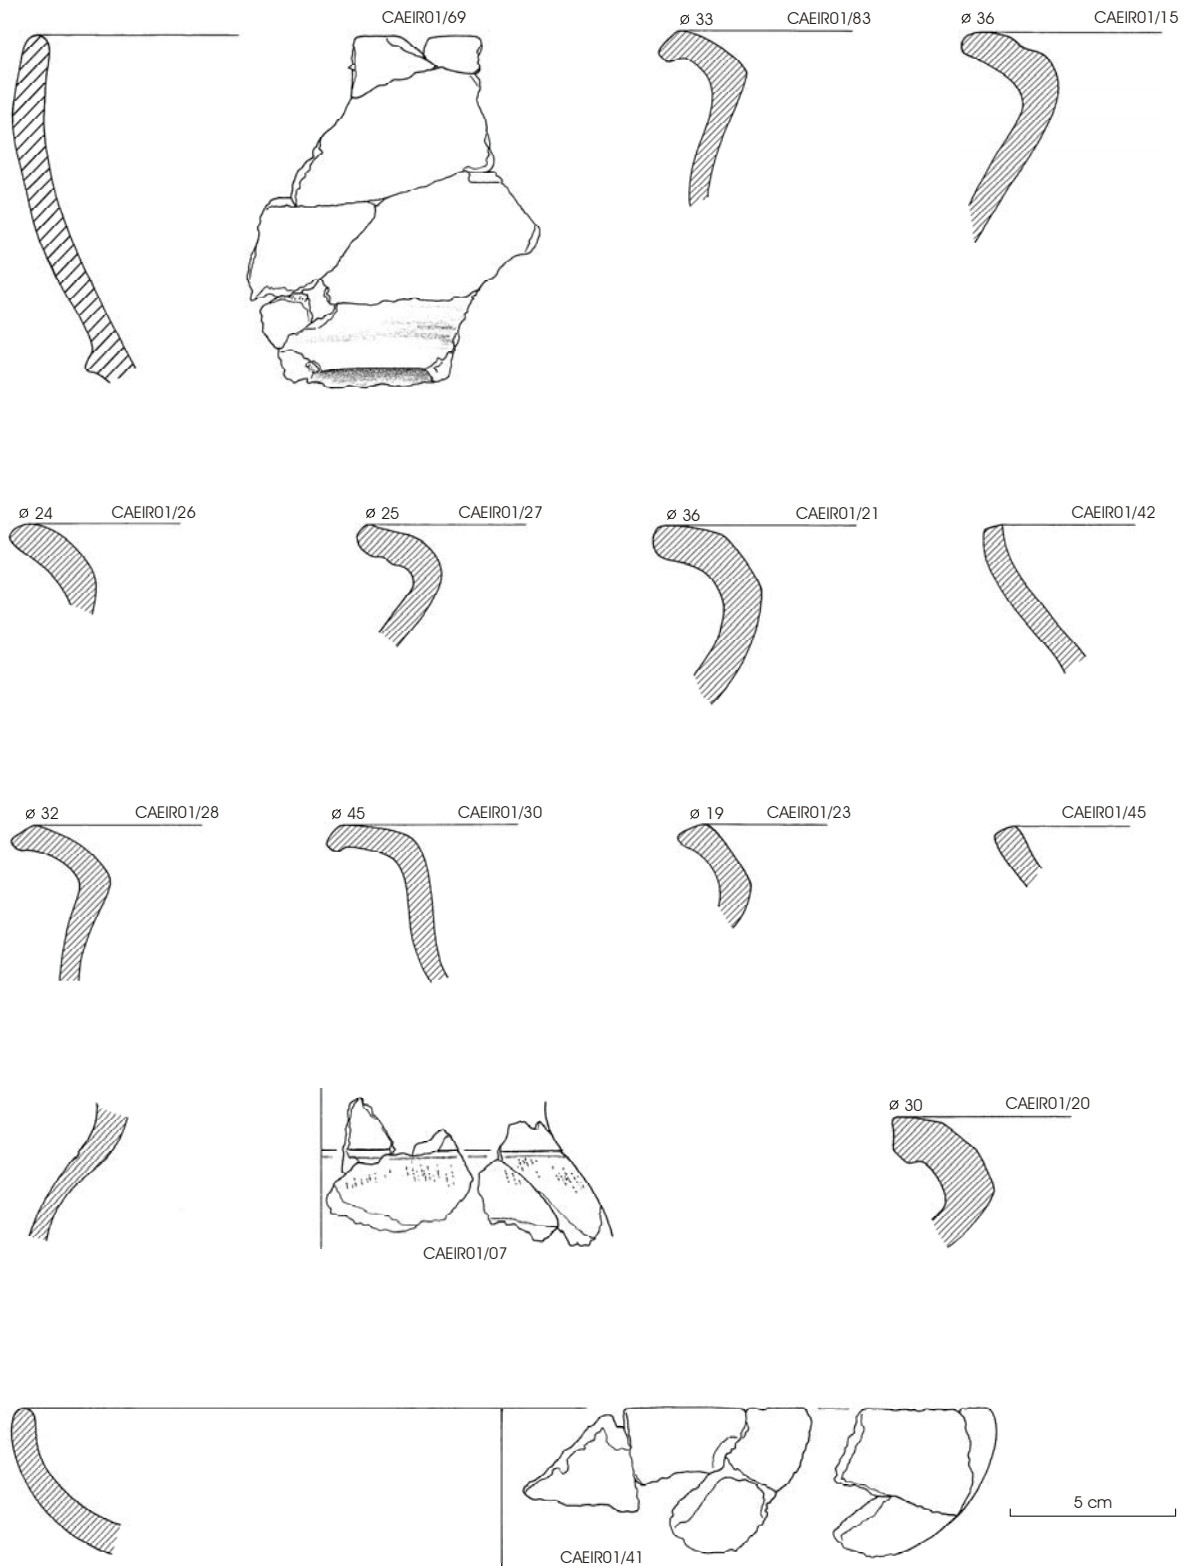 CAEIR01/69
ø 33 CAEIR01/83
ø 36 CAEIR01/15
ø 24 CAEIR01/26
ø 25 CAEIR01/27
ø 36 CAEIR01/21
CAEIR01/42
ø 32 CAEIR01/28
ø 45 CAEIR01/30
ø 19 CAEIR01/23
CAEIR01/45
CAEIR01/07
ø 30 CAEIR01/20
CAEIR01/41
5 cm